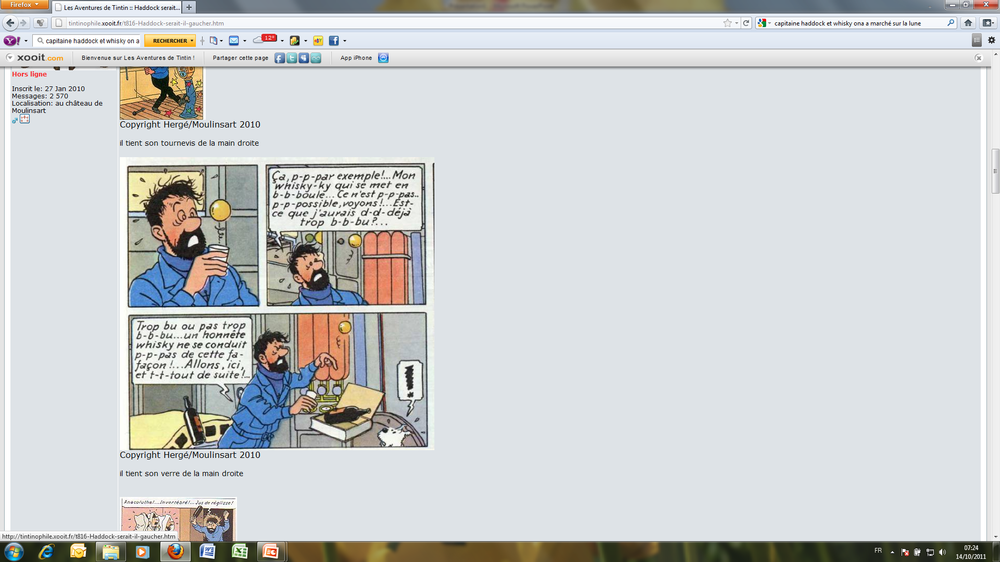 Firefox
Les Aventures de Tintin :: Haddock serait...
tintinophile.xooit.fr/t816-Haddock-serait-il-gaucher.htm
capitaine haddock et whisky ona a marché sur la lune
Y!
capitaine haddock et whisky on a
RECHERCHER
12°
xooit.com
Bienvenue sur Les Aventures de Tintin !
Partager cette page
App iPhone
Hors ligne
Inscrit le: 27 Jan 2010
Messages: 2 570
Localisation: au château de
Moulinsart
Copyright Hergé/Moulinsart 2010
il tient son tournevis de la main droite
Ça, p-p-par exemple!... Mon
whisky-ky qui se met en
b-b-boule... Ce n'est p-p-pas..
p-p-possible, voyons!... Est-
ce que j'aurais d-d-déjà
trop b-b-bu?...
Trop bu ou pas trop
b-b-bu... un honnête
whisky ne se conduit
p-p-pas de cette fa-
façon!... Allons, ici,
et t-t-tout de suite!...
Copyright Hergé/Moulinsart 2010
il tient son verre de la main droite
Anacoluthe!... Invertébré!... Jus de réglisse!
http://tintinophile.xooit.fr/t816-Haddock-serait-il-gaucher.htm
FR
07:24
14/10/2011